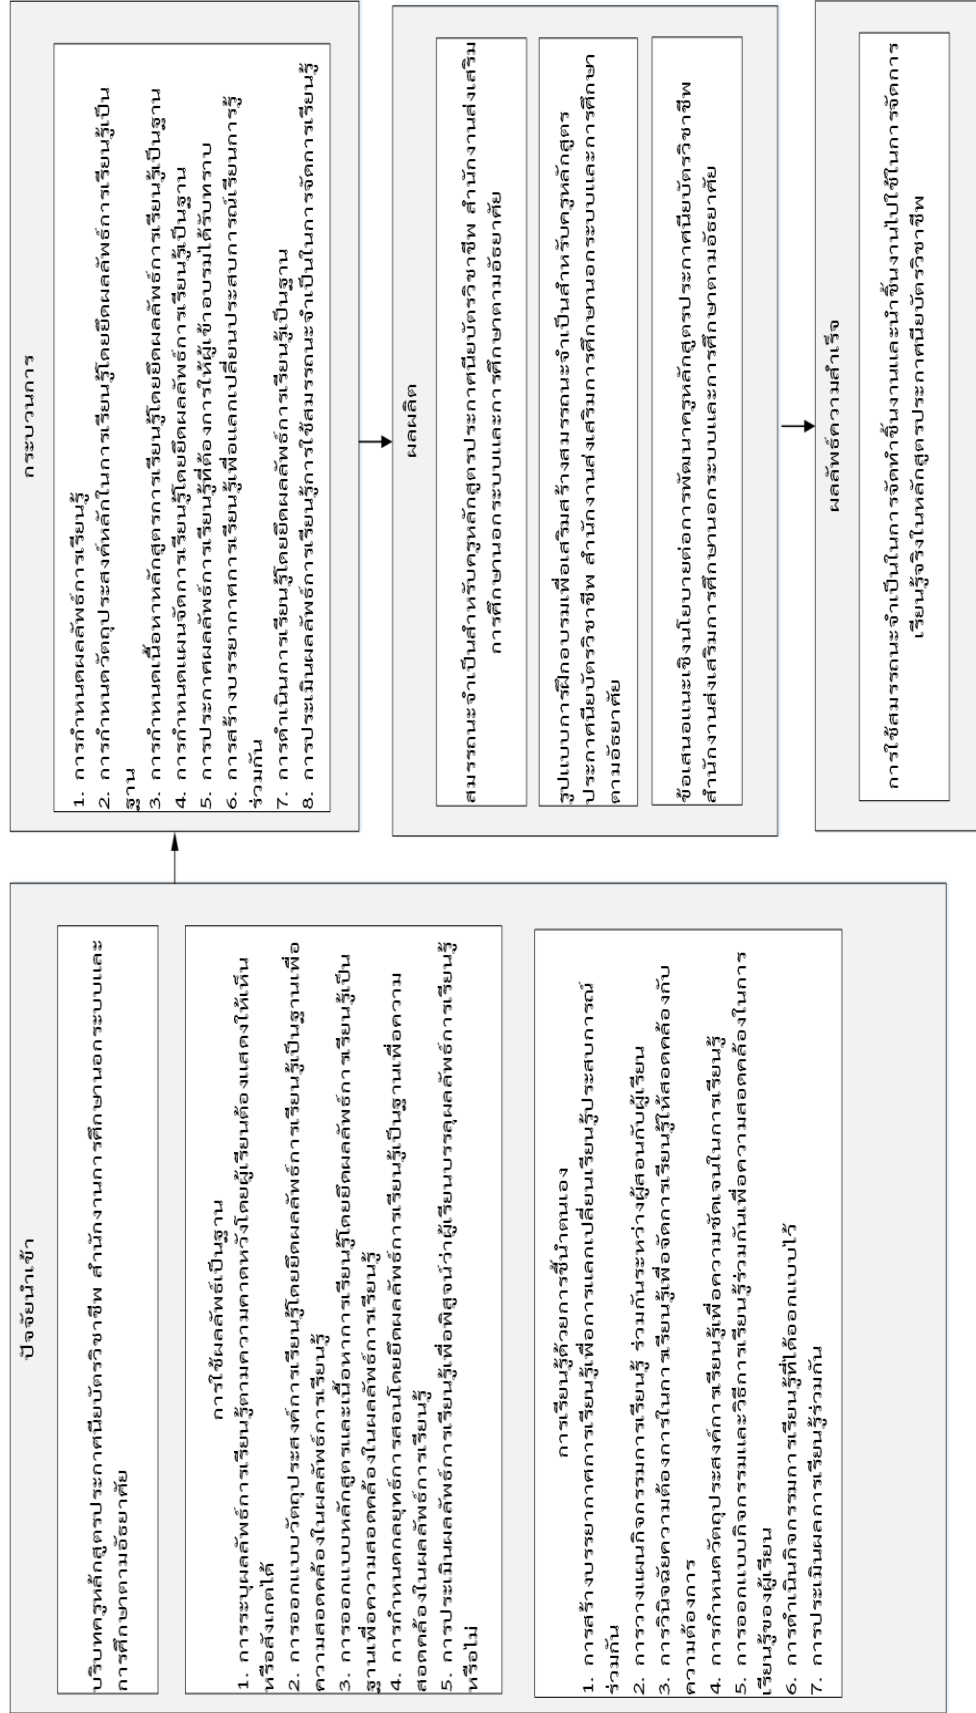 ปัจจัยนำเข้า
บริบทครูหลักสูตรประกาศนียบัตรวิชาชีพ สำนักงานการศึกษานอกระบบและ
การศึกษาตามอัธยาศัย
การใช้ผลลัพธ์เป็นฐาน
1. การระบุผลลัพธ์การเรียนรู้ตามความคาดหวังโดยผู้เรียนต้องแสดงให้เห็น
หรือสังเกตได้
2. การออกแบบวัตถุประสงค์การเรียนรู้โดยยึดผลลัพธ์การเรียนรู้เป็นฐานเพื่อ
ความสอดคล้องในผลลัพธ์การเรียนรู้
3. การออกแบบหลักสูตรและเนื้อหาการเรียนรู้โดยยึดผลลัพธ์การเรียนรู้เป็น
ฐานเพื่อความสอดคล้องในผลลัพธ์การเรียนรู้
4. การกำหนดกลยุทธ์การสอนโดยยึดผลลัพธ์การเรียนรู้เป็นฐานเพื่อความ
สอดคล้องในผลลัพธ์การเรียนรู้
5. การประเมินผลลัพธ์การเรียนรู้เพื่อพิสูจน์ว่าผู้เรียนบรรลุผลลัพธ์การเรียนรู้
หรือไม่
การเรียนรู้ด้วยการชี้นำตนเอง
1. การสร้างบรรยากาศการเรียนรู้เพื่อการแลกเปลี่ยนเรียนรู้ประสบการณ์
ร่วมกัน
2. การวางแผนกิจกรรมการเรียนรู้ ร่วมกันระหว่างผู้สอนกับผู้เรียน
3. การวินิจฉัยความต้องการในการเรียนรู้เพื่อจัดการเรียนรู้ให้สอดคล้องกับ
ความต้องการ
4. การกำหนดวัตถุประสงค์การเรียนรู้เพื่อความชัดเจนในการเรียนรู้
5. การออกแบบกิจกรรมและวิธีการเรียนรู้ร่วมกันเพื่อความสอดคล้องในการ
เรียนรู้ของผู้เรียน
6. การดำเนินกิจกรรมการเรียนรู้ที่ได้ออกแบบไว้
7. การประเมินผลการเรียนรู้ร่วมกัน
กระบวนการ
1. การกำหนดผลลัพธ์การเรียนรู้
2. การกำหนดวัตถุประสงค์หลักในการเรียนรู้โดยยึดผลลัพธ์การเรียนรู้เป็น
ฐาน
3. การกำหนดเนื้อหาหลักสูตรการเรียนรู้โดยยึดผลลัพธ์การเรียนรู้เป็นฐาน
4. การกำหนดแผนจัดการเรียนรู้โดยยึดผลลัพธ์การเรียนรู้เป็นฐาน
5. การประกาศผลลัพธ์การเรียนรู้ที่ต้องการให้ผู้เข้าอบรมได้รับทราบ
6. การสร้างบรรยากาศการเรียนรู้เพื่อแลกเปลี่ยนประสบการณ์เรียนการรู้
ร่วมกัน
7. การดำเนินการเรียนรู้โดยยึดผลลัพธ์การเรียนรู้เป็นฐาน
8. การประเมินผลลัพธ์การเรียนรู้การใช้สมรรถนะจำเป็นในการจัดการเรียนรู้
ผลผลิต
สมรรถนะจำเป็นสำหรับครูหลักสูตรประกาศนียบัตรวิชาชีพ สำนักงานส่งเสริม
การศึกษานอกระบบและการศึกษาตามอัธยาศัย
รูปแบบการฝึกอบรมเพื่อเสริมสร้างสมรรถนะจำเป็นสำหรับครูหลักสูตร
ประกาศนียบัตรวิชาชีพ สำนักงานส่งเสริมการศึกษานอกระบบและการศึกษา
ตามอัธยาศัย
ข้อเสนอแนะเชิงนโยบายต่อการพัฒนาครูหลักสูตรประกาศนียบัตรวิชาชีพ
สำนักงานส่งเสริมการศึกษานอกระบบและการศึกษาตามอัธยาศัย
ผลลัพธ์ความสำเร็จ
การใช้สมรรถนะจำเป็นในการจัดทำชิ้นงานและนำชิ้นงานไปใช้ในการจัดการ
เรียนรู้จริงในหลักสูตรประกาศนียบัตรวิชาชีพ